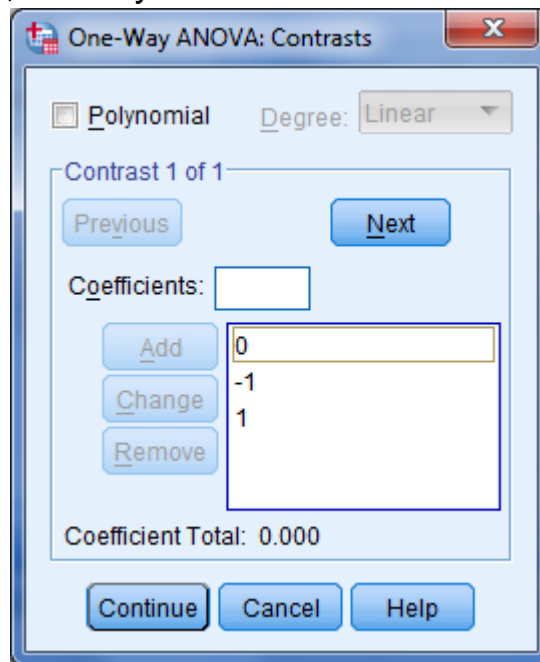 One-Way ANOVA: Contrasts
Polynomial Degree: Linear
Contrast 1 of 1
Previous Next
Coefficients:
Add
Change
Remove
0
-1
1
Coefficient Total: 0.000
Continue Cancel Help